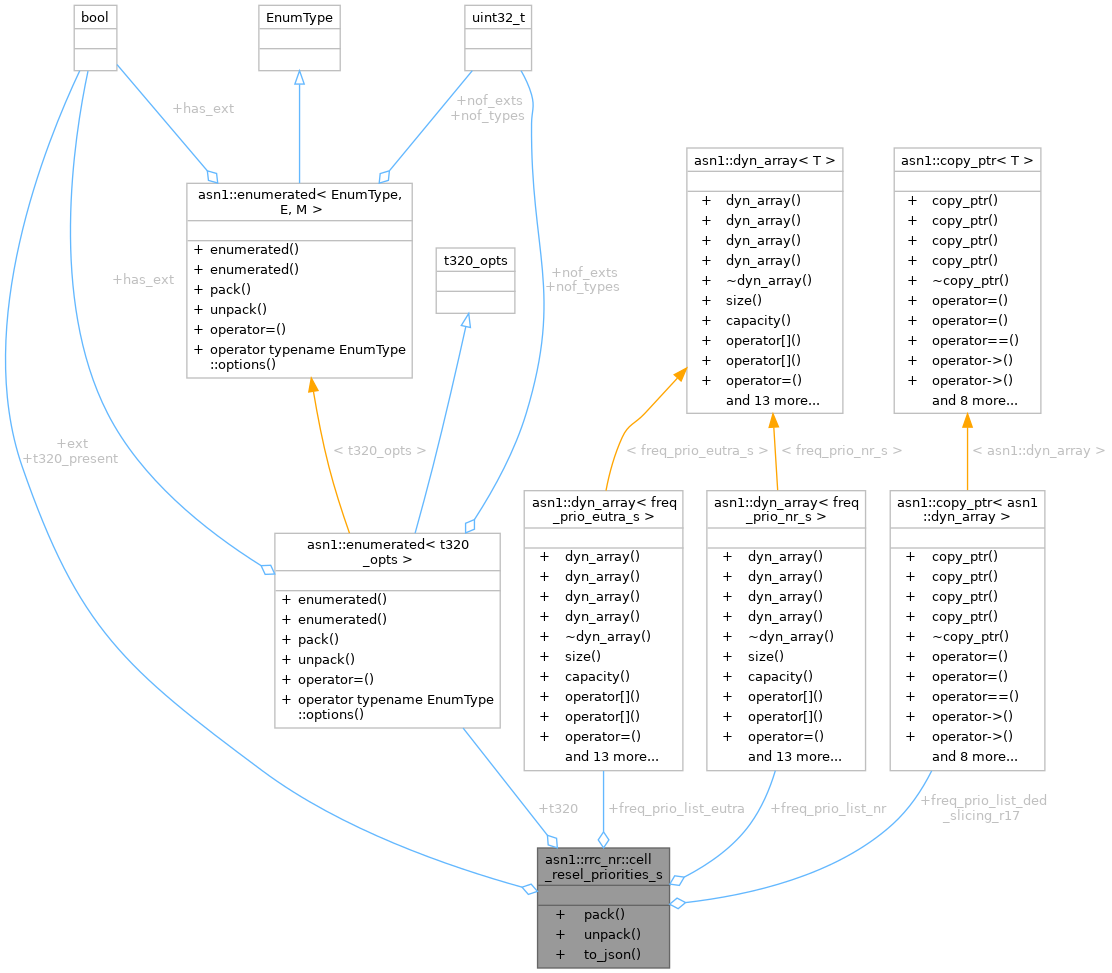 bool
EnumType
uint32_t
+has_ext
+nof_exts
+nof_types
asn1::dyn_array< T >
+ dyn_array()
+ dyn_array()
+ dyn_array()
+ dyn_array()
+ ~dyn_array()
+ size()
+ capacity()
+ operator[]()
+ operator[]()
+ operator=()
and 13 more...
asn1::copy_ptr< T >
+ copy_ptr()
+ copy_ptr()
+ copy_ptr()
+ copy_ptr()
+ ~copy_ptr()
+ operator=()
+ operator=()
+ operator==()
+ operator->()
+ operator->()
and 8 more...
asn1::enumerated< EnumType,
E, M >
+ enumerated()
+ enumerated()
+ pack()
+ unpack()
+ operator=()
+ operator typename EnumType
::options()
t320_opts
+has_ext
+nof_exts
+nof_types
+ext
+t320_present
< t320_opts >
< freq_prio_eutra_s >
< freq_prio_nr_s >
< asn1::dyn_array >
asn1::enumerated< t320
_opts >
+ enumerated()
+ enumerated()
+ pack()
+ unpack()
+ operator=()
+ operator typename EnumType
::options()
asn1::dyn_array< freq
_prio_eutra_s >
+ dyn_array()
+ dyn_array()
+ dyn_array()
+ dyn_array()
+ ~dyn_array()
+ size()
+ capacity()
+ operator[]()
+ operator[]()
+ operator=()
and 13 more...
asn1::dyn_array< freq
_prio_nr_s >
+ dyn_array()
+ dyn_array()
+ dyn_array()
+ dyn_array()
+ ~dyn_array()
+ size()
+ capacity()
+ operator[]()
+ operator[]()
+ operator=()
and 13 more...
asn1::copy_ptr< asn1
::dyn_array >
+ copy_ptr()
+ copy_ptr()
+ copy_ptr()
+ copy_ptr()
+ ~copy_ptr()
+ operator=()
+ operator=()
+ operator==()
+ operator->()
+ operator->()
and 8 more...
+t320
+freq_prio_list_eutra
+freq_prio_list_nr
+freq_prio_list_ded
_slicing_r17
asn1::rrc_nr::cell
_resel_priorities_s
+ pack()
+ unpack()
+ to_json()